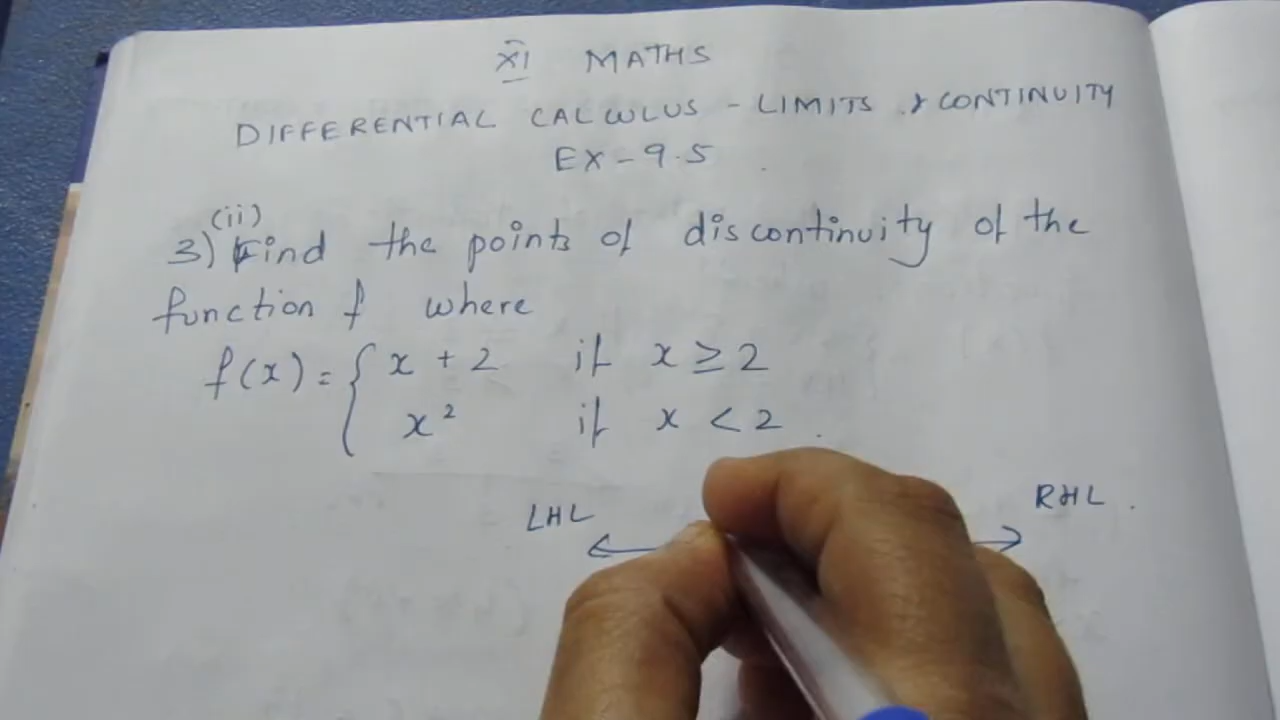 XI MATHS
DIFFERENTIAL CALCULUS - LIMITS & CONTINUITY
EX - 9.5
(ii)
3) Find the points of discontinuity of the
function f where
f(x) = { x + 2 if x ≥ 2
x² if x < 2.
LHL RHL.